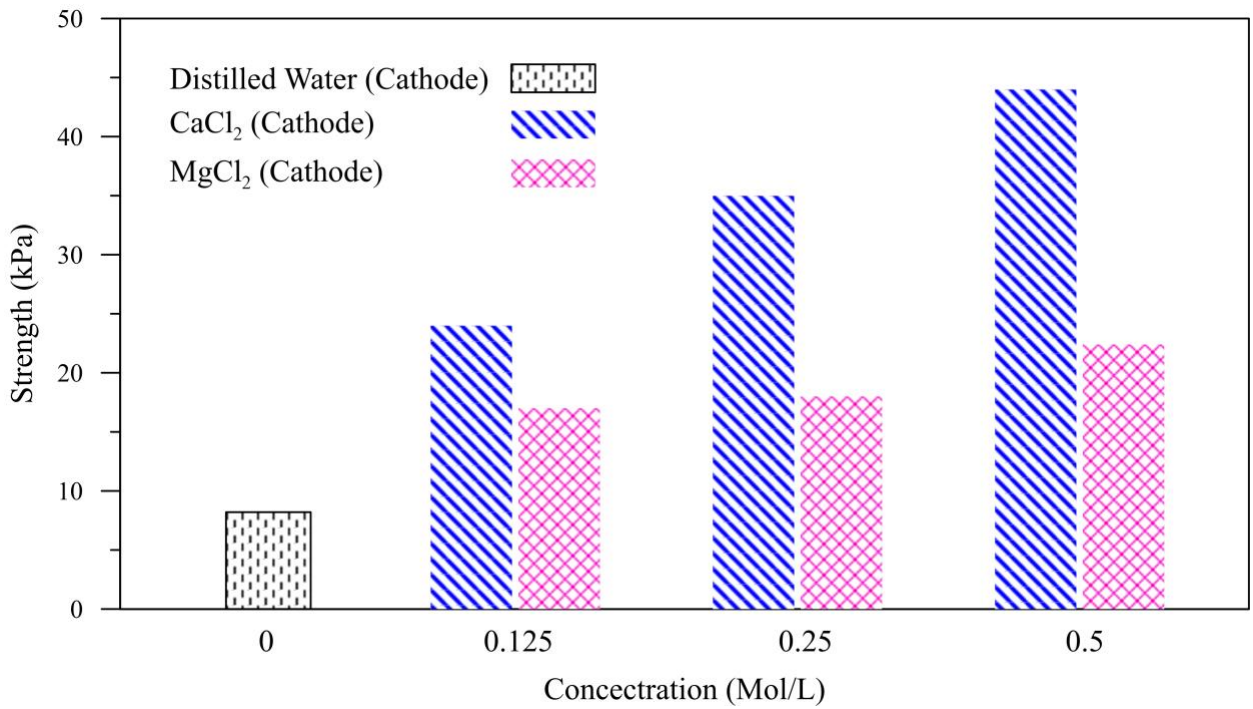 50
40
30
20
10
0
Strength (kPa)
Distilled Water (Cathode)
CaCl₂ (Cathode)
MgCl₂ (Cathode)
0 0.125 0.25 0.5
Concectration (Mol/L)